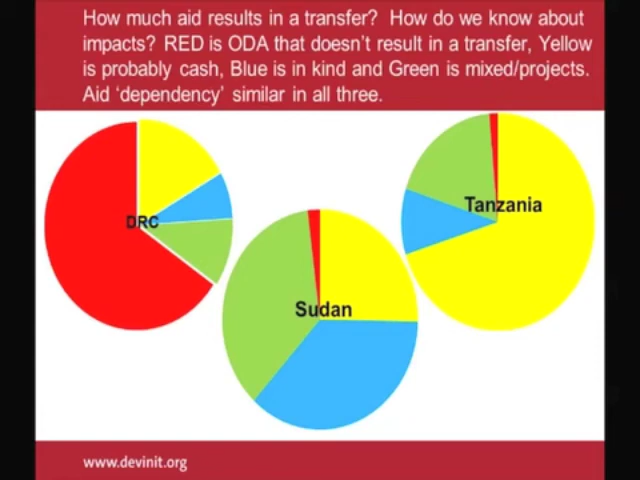 How much aid results in a transfer? How do we know about
impacts? RED is ODA that doesn't result in a transfer, Yellow
is probably cash, Blue is in kind and Green is mixed/projects.
Aid 'dependency' similar in all three.
DRC
Tanzania
Sudan
www.devinit.org